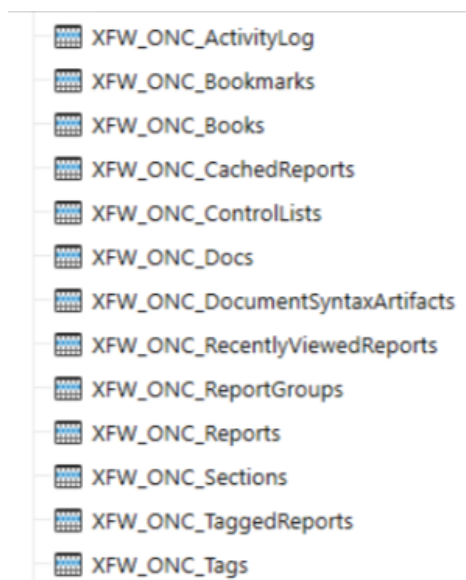 XFW_ONC_ActivityLog
XFW_ONC_Bookmarks
XFW_ONC_Books
XFW_ONC_CachedReports
XFW_ONC_ControlLists
XFW_ONC_Docs
XFW_ONC_DocumentSyntaxArtifacts
XFW_ONC_RecentlyViewedReports
XFW_ONC_ReportGroups
XFW_ONC_Reports
XFW_ONC_Sections
XFW_ONC_TaggedReports
XFW_ONC_Tags